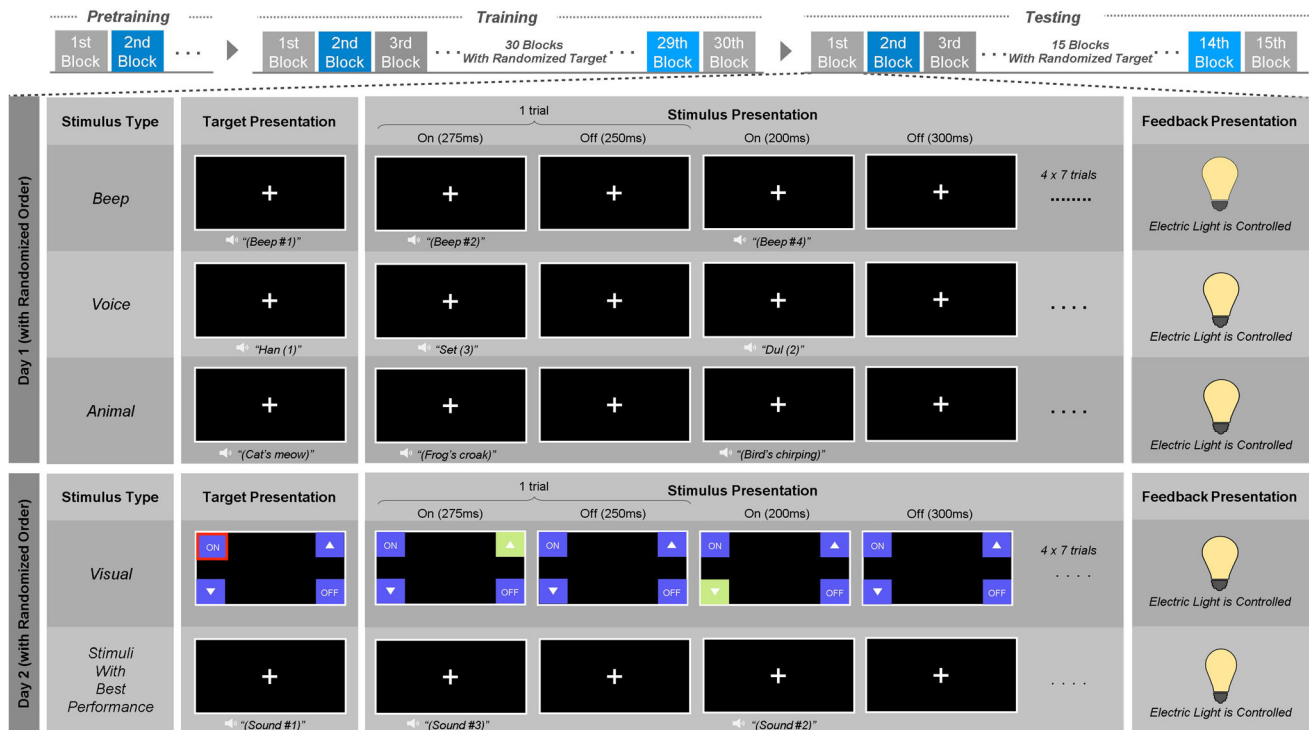 Pretraining
Training
Testing
1st Block
2nd Block
...
1st Block
2nd Block
3rd Block
...
30 Blocks
With Randomized Target
...
29th Block
30th Block
1st Block
2nd Block
3rd Block
...
15 Blocks
With Randomized Target
...
14th Block
15th Block
Day 1 (with Randomized Order)
Stimulus Type
Target Presentation
1 trial
Stimulus Presentation
On (275ms)
Off (250ms)
On (200ms)
Off (300ms)
Feedback Presentation
Beep
4 x 7 trials
........
Electric Light is Controlled
"(Beep #1)"
"(Beep #2)"
"(Beep #4)"
Voice
....
Electric Light is Controlled
"Han (1)"
"Set (3)"
"Dul (2)"
Animal
....
Electric Light is Controlled
"(Cat's meow)"
"(Frog's croak)"
"(Bird's chirping)"
Day 2 (with Randomized Order)
Stimulus Type
Target Presentation
1 trial
Stimulus Presentation
On (275ms)
Off (250ms)
On (200ms)
Off (300ms)
Feedback Presentation
Visual
ON
OFF
ON
OFF
ON
OFF
ON
OFF
ON
OFF
4 x 7 trials
....
Electric Light is Controlled
Stimuli
With
Best
Performance
....
Electric Light is Controlled
"(Sound #1)"
"(Sound #3)"
"(Sound #2)"